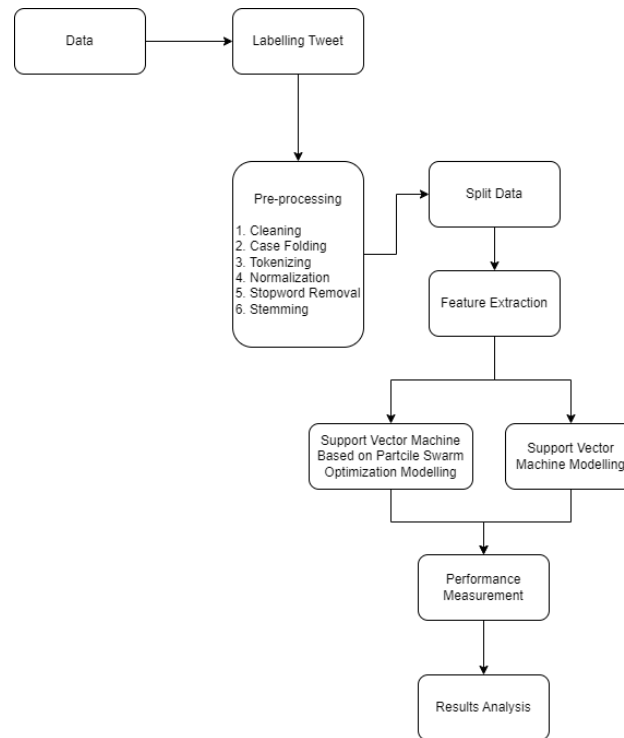 Data
Labelling Tweet
Pre-processing
1. Cleaning
2. Case Folding
3. Tokenizing
4. Normalization
5. Stopword Removal
6. Stemming
Split Data
Feature Extraction
Support Vector Machine
Based on Partcile Swarm
Optimization Modelling
Support Vector
Machine Modelling
Performance
Measurement
Results Analysis